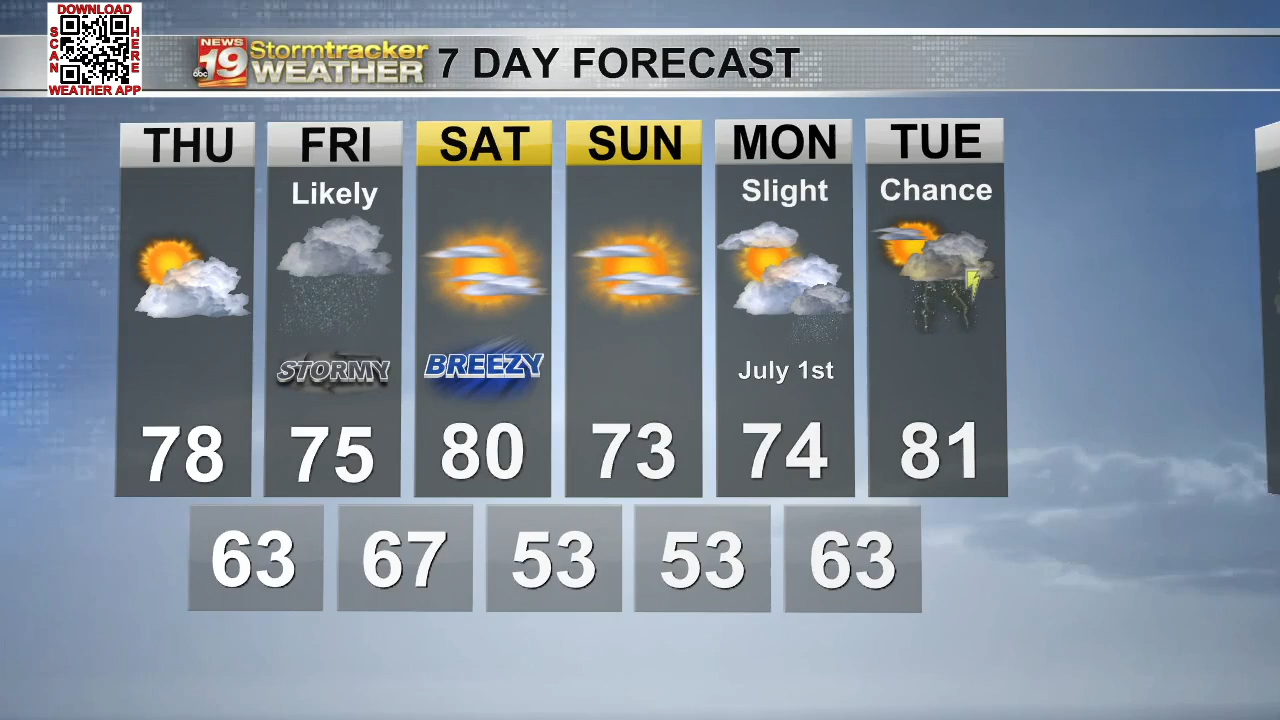 DOWNLOAD
SCAN
HERE
WEATHER APP
NEWS
abc 19
Stormtracker
WEATHER
7 DAY FORECAST
THU FRI SAT SUN MON TUE
Likely Slight Chance
STORMY BREEZY July 1st
78 75 80 73 74 81
63 67 53 53 63